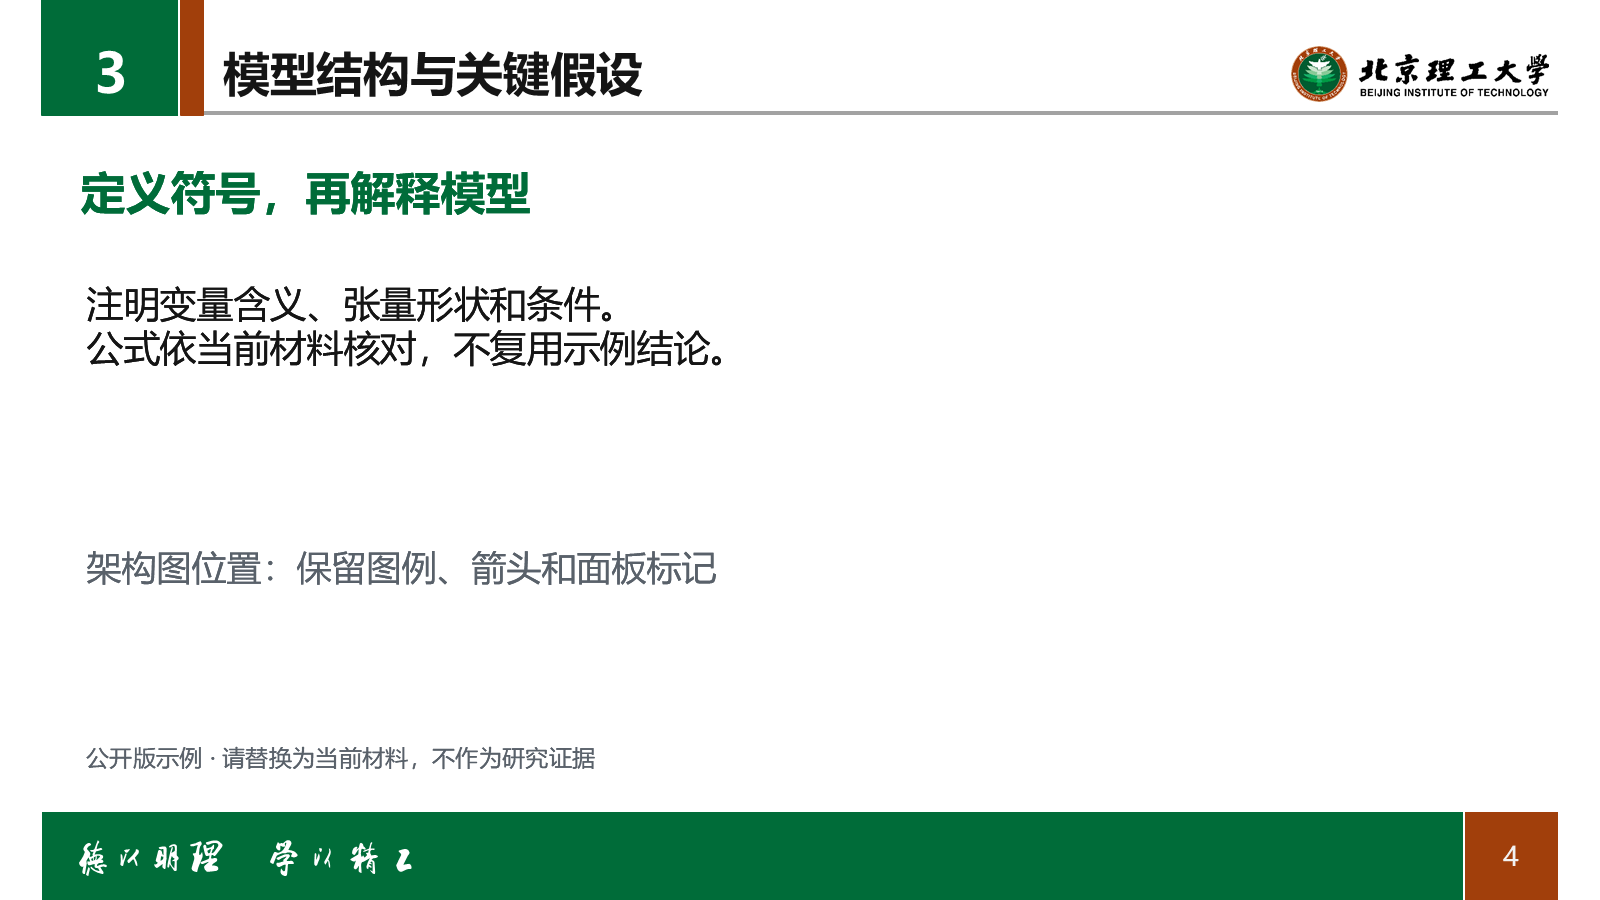 3
模型结构与关键假设
北京理工大学
BEIJING INSTITUTE OF TECHNOLOGY
定义符号，再解释模型
注明变量含义、张量形状和条件。
公式依当前材料核对，不复用示例结论。
架构图位置：保留图例、箭头和面板标记
公开版示例 · 请替换为当前材料，不作为研究证据
德以明理 学以精工
4